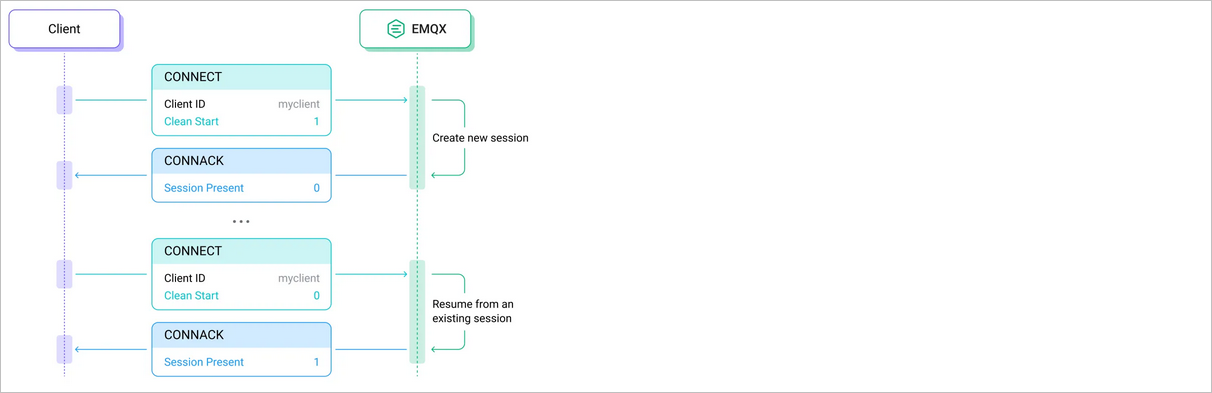 Client
EMQX
CONNECT
Client ID myclient
Clean Start 1
Create new session
CONNACK
Session Present 0
...
CONNECT
Client ID myclient
Clean Start 0
Resume from an
existing session
CONNACK
Session Present 1